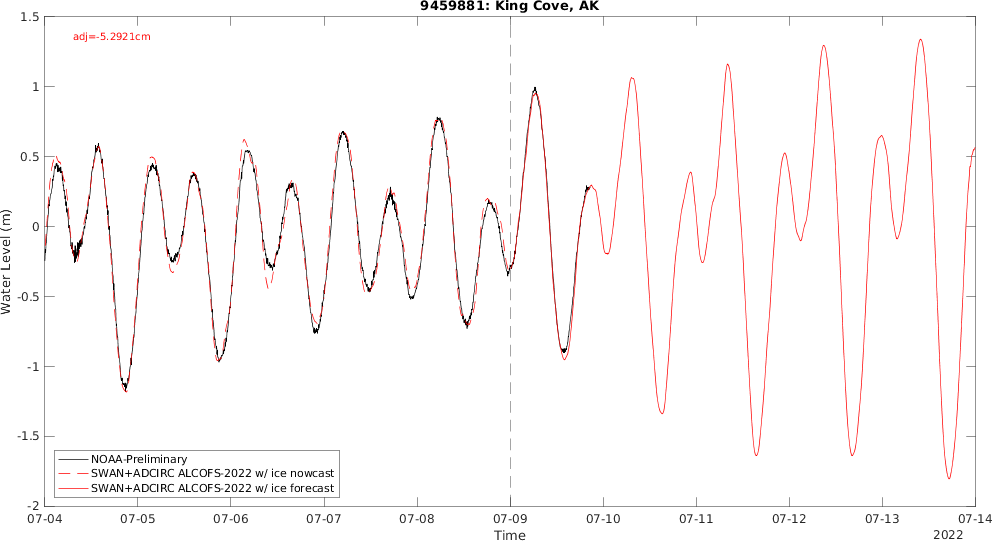 9459881: King Cove, AK
adj=-5.2921cm
Water Level (m)
1.5
1
0.5
0
-0.5
-1
-1.5
-2
NOAA-Preliminary
SWAN+ADCIRC ALCOFS-2022 w/ ice nowcast
SWAN+ADCIRC ALCOFS-2022 w/ ice forecast
07-04 07-05 07-06 07-07 07-08 07-09 07-10 07-11 07-12 07-13 07-14
Time
2022